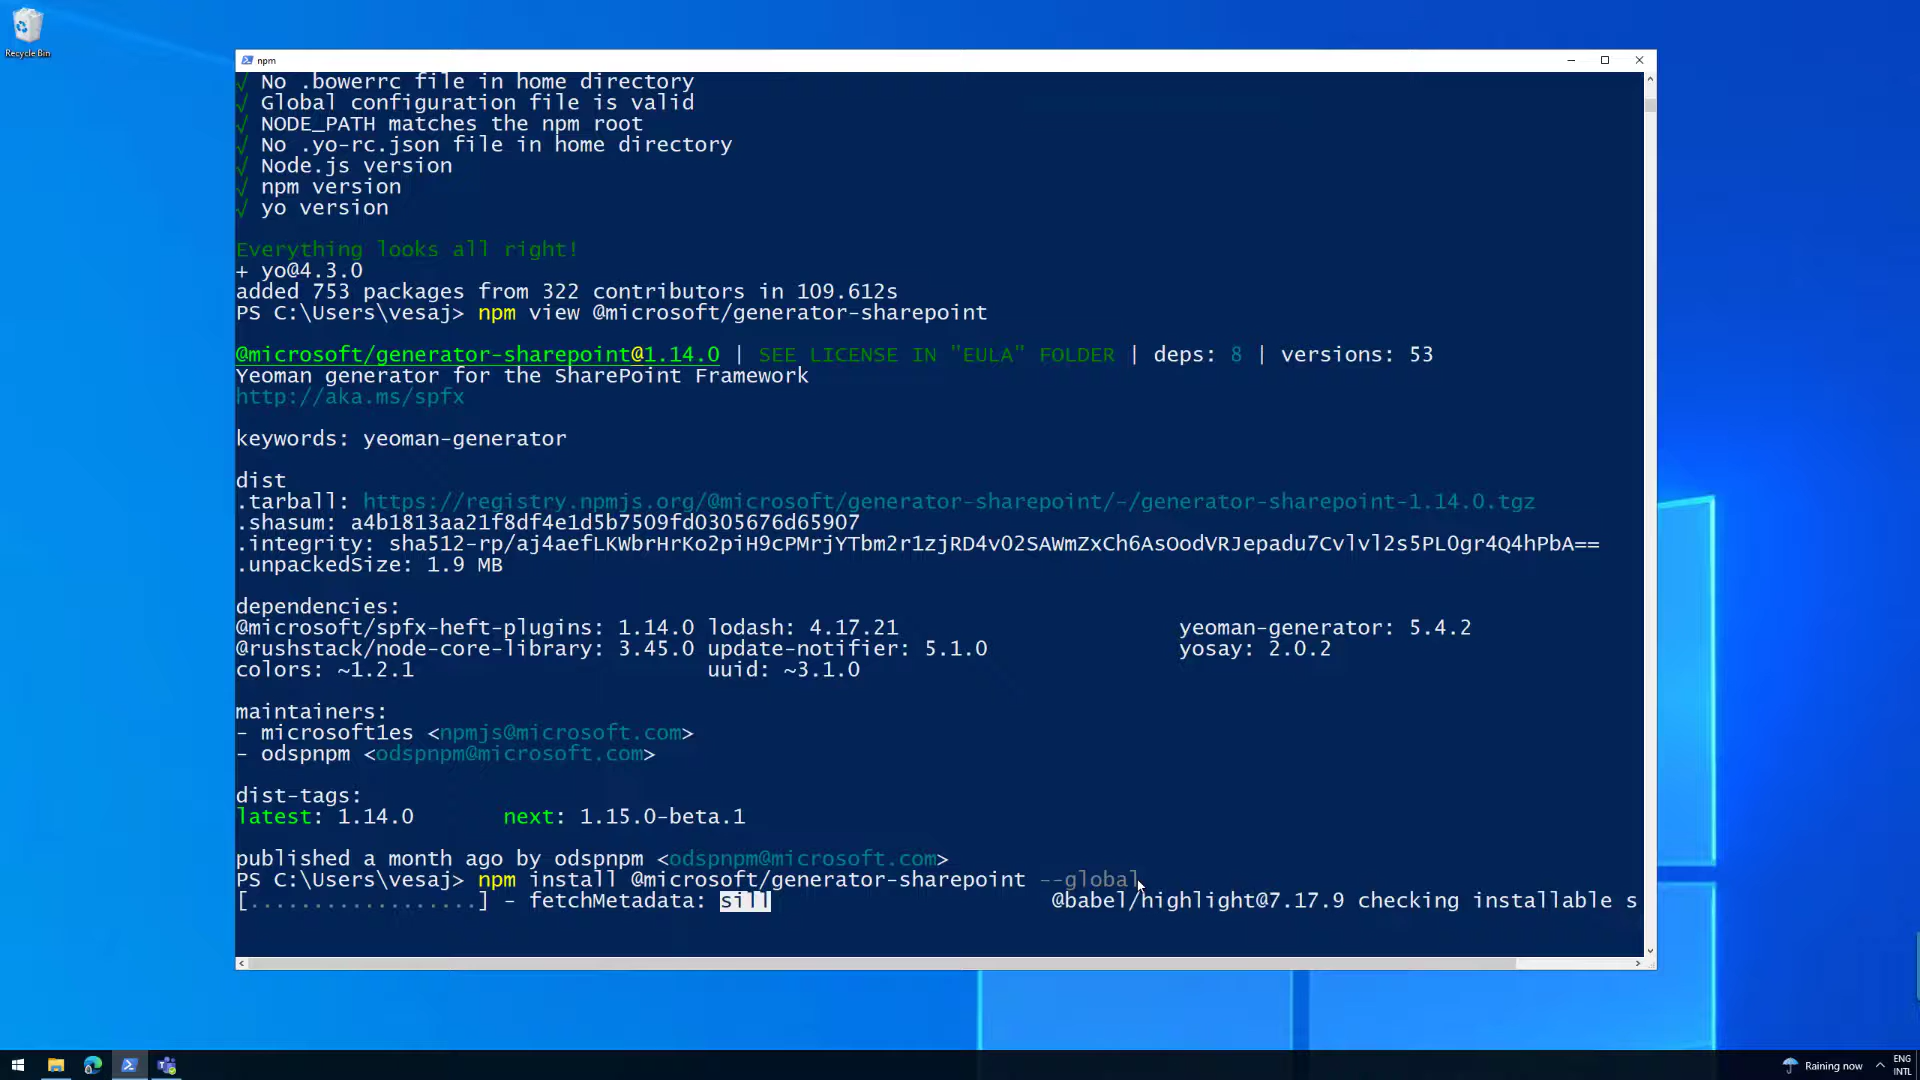 Recycle Bin
npm
√ No .bowerrc file in home directory
√ Global configuration file is valid
√ NODE_PATH matches the npm root
√ No .yo-rc.json file in home directory
√ Node.js version
√ npm version
√ yo version
Everything looks all right!
+ yo@4.3.0
added 753 packages from 322 contributors in 109.612s
PS C:\Users\vesaj> npm view @microsoft/generator-sharepoint
@microsoft/generator-sharepoint@1.14.0 | SEE LICENSE IN "EULA" FOLDER | deps: 8 | versions: 53
Yeoman generator for the SharePoint Framework
http://aka.ms/spfx
keywords: yeoman-generator
dist
.tarball: https://registry.npmjs.org/@microsoft/generator-sharepoint/-/generator-sharepoint-1.14.0.tgz
.shasum: a4b1813aa21f8df4e1d5b7509fd0305676d65907
.integrity: sha512-rp/aj4aefLKWbrHrKo2piH9cPMrjYTbm2r1zjRD4vO2SAWmZxCh6AsOodVRJepadu7Cvlvl2s5PL0gr4Q4hPbA==
.unpackedSize: 1.9 MB
dependencies:
@microsoft/spfx-heft-plugins: 1.14.0 lodash: 4.17.21 yeoman-generator: 5.4.2
@rushstack/node-core-library: 3.45.0 update-notifier: 5.1.0 yosay: 2.0.2
colors: ~1.2.1 uuid: ~3.1.0
maintainers:
- microsoft1es <npmjs@microsoft.com>
- odspnpm <odspnpm@microsoft.com>
dist-tags:
latest: 1.14.0 next: 1.15.0-beta.1
published a month ago by odspnpm <odspnpm@microsoft.com>
PS C:\Users\vesaj> npm install @microsoft/generator-sharepoint --global
[..................] - fetchMetadata: sill @babel/highlight@7.17.9 checking installable s
Raining now
ENG
INTL